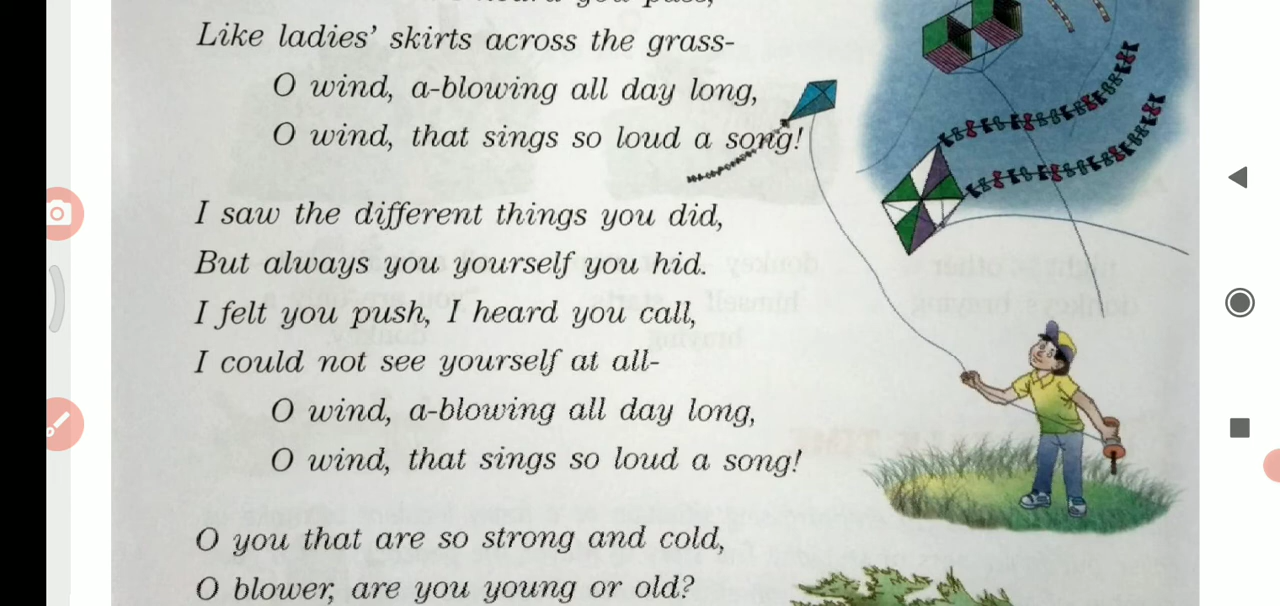 Like ladies' skirts across the grass-
O wind, a-blowing all day long,
O wind, that sings so loud a song!
I saw the different things you did,
But always you yourself you hid.
I felt you push, I heard you call,
I could not see yourself at all-
O wind, a-blowing all day long,
O wind, that sings so loud a song!
O you that are so strong and cold,
O blower, are you young or old?